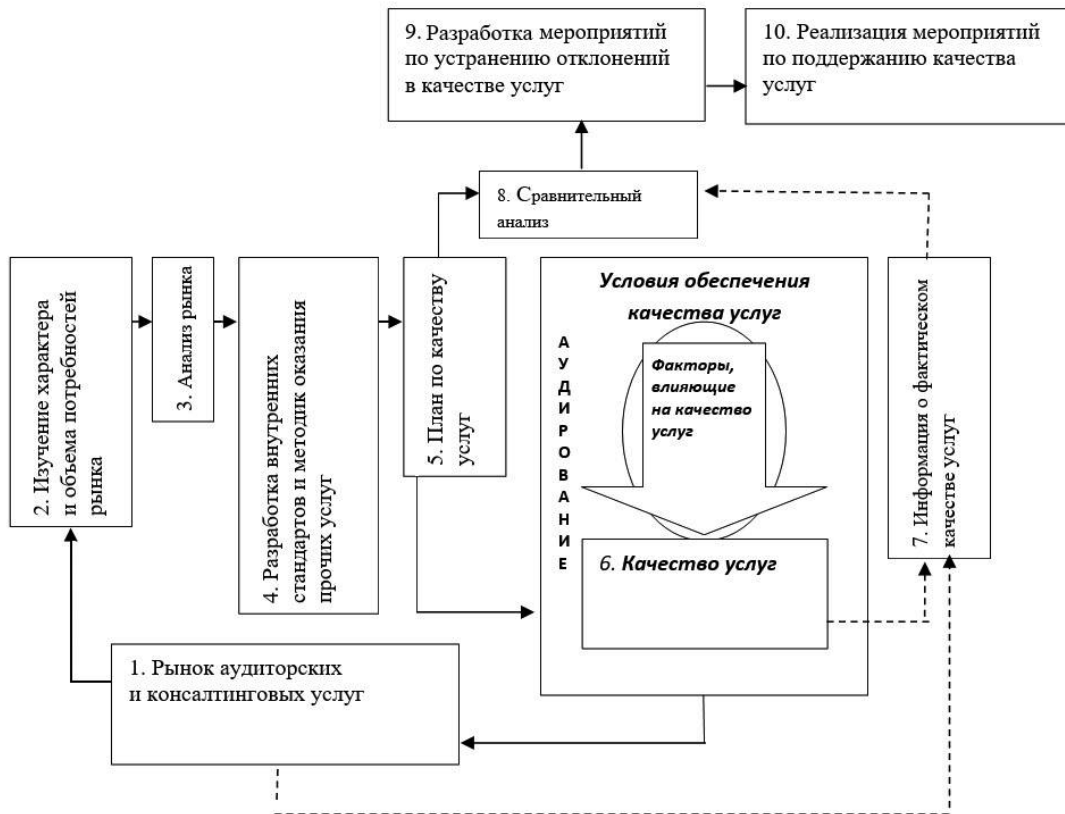 9. Разработка мероприятий
по устранению отклонений
в качестве услуг
10. Реализация мероприятий
по поддержанию качества
услуг
8. Сравнительный
анализ
2. Изучение характера
и объема потребностей
рынка
3. Анализ рынка
4. Разработка внутренних
стандартов и методик оказания
прочих услуг
5. План по качеству
услуг
Условия обеспечения
качества услуг
АУДИРОВАНИЕ
Факторы,
влияющие
на качество
услуг
6. Качество услуг
7. Информация о фактическом
качестве услуг
1. Рынок аудиторских
и консалтинговых услуг